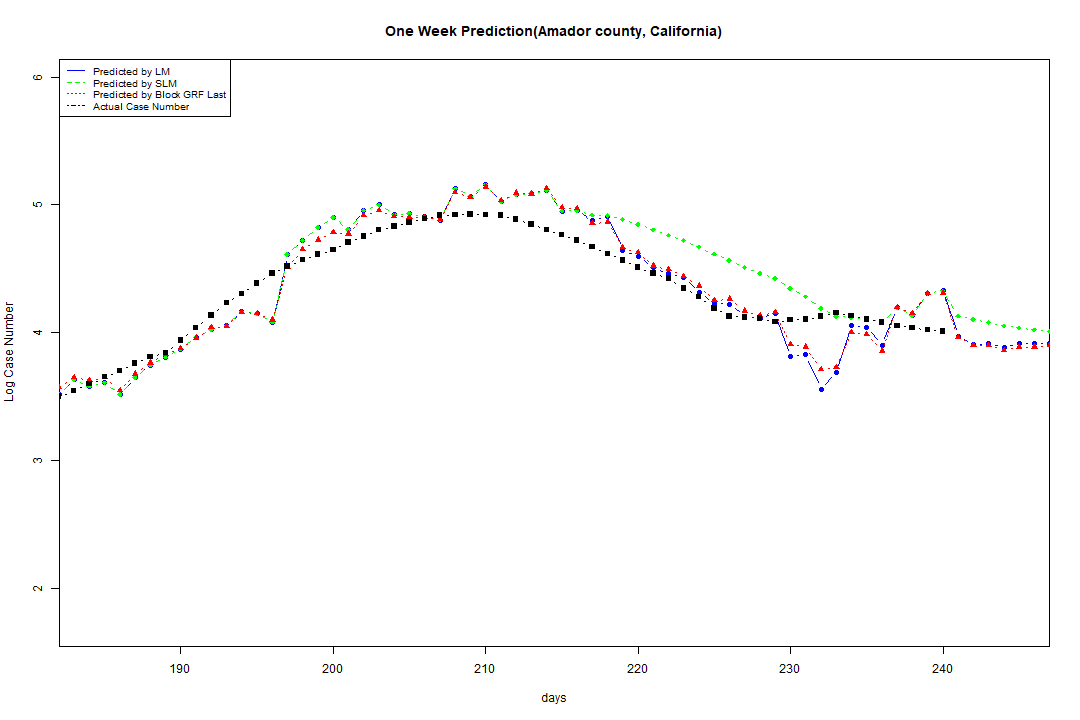 One Week Prediction(Amador county, California)
Predicted by LM
Predicted by SLM
Predicted by Block GRF Last
Actual Case Number
6
5
4
3
2
Log Case Number
190 200 210 220 230 240
days